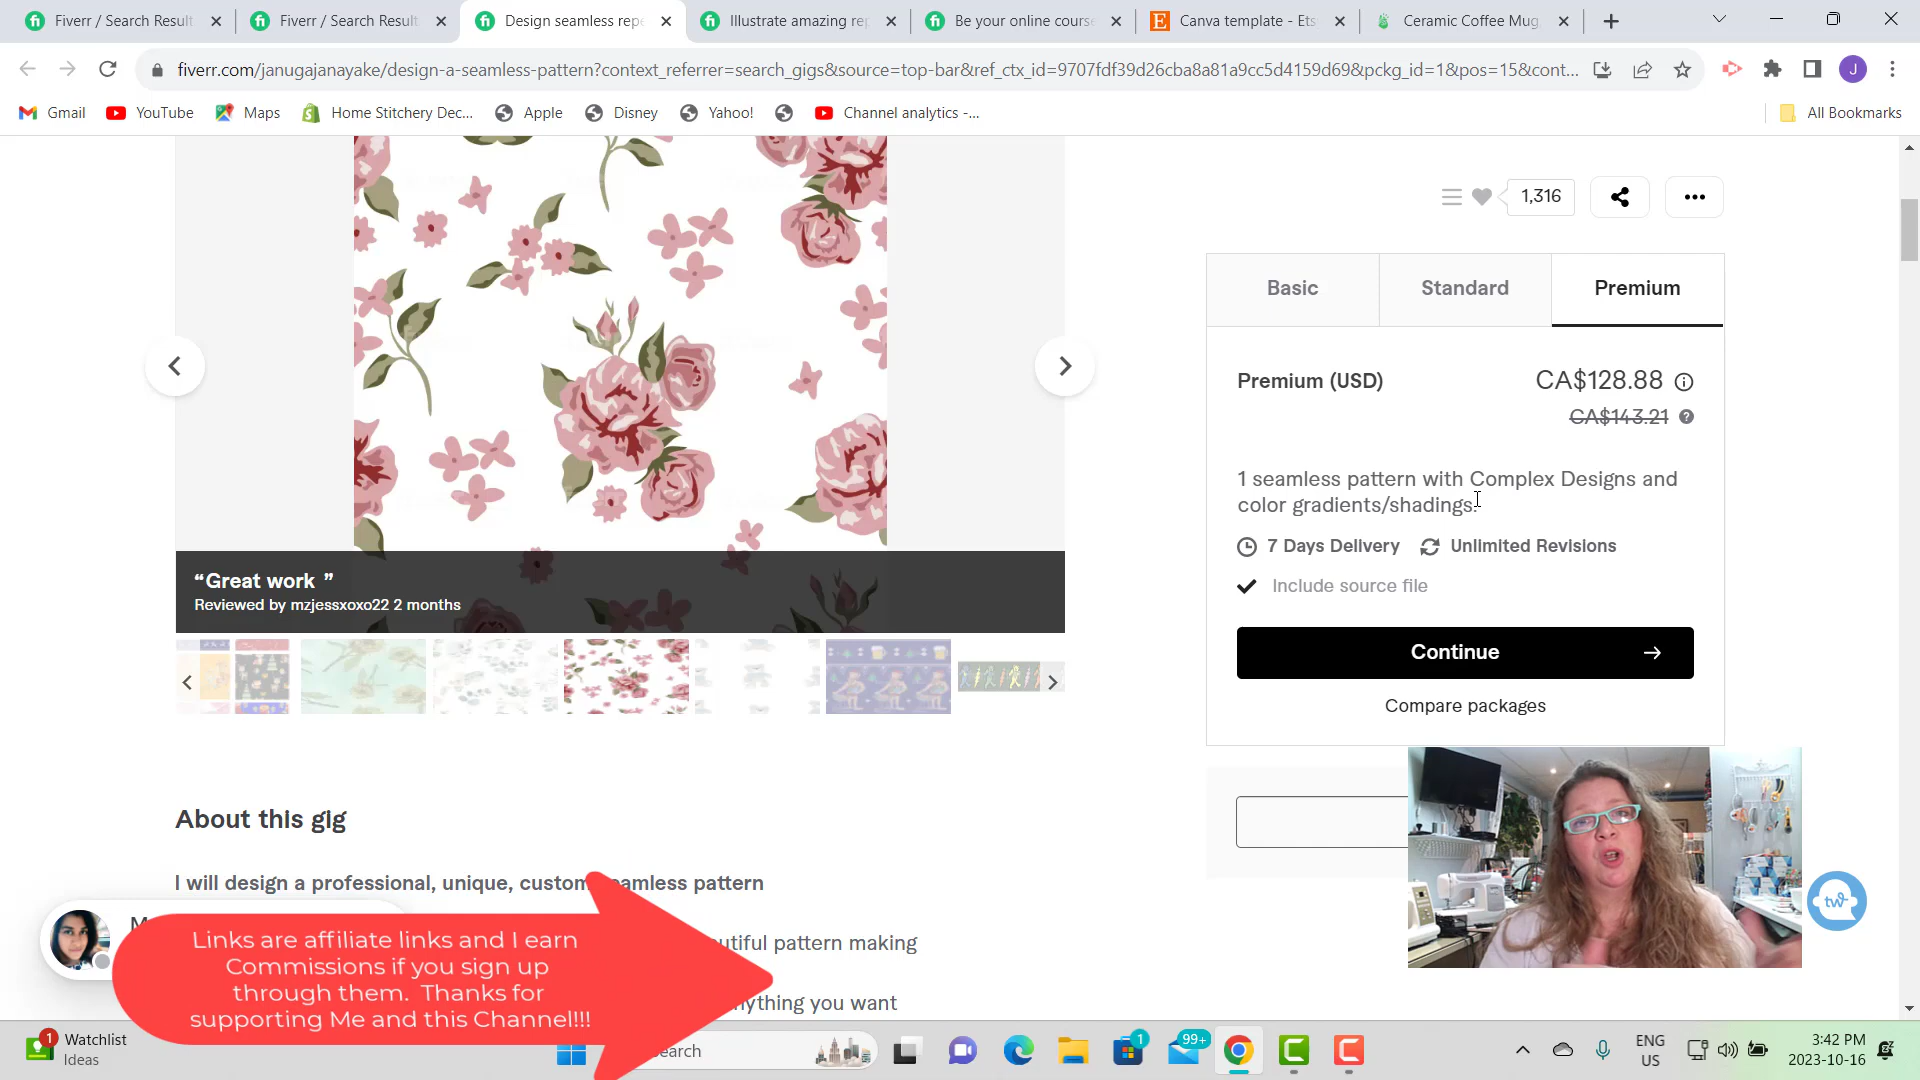 Fiverr / Search Result
Fiverr / Search Result
Design seamless repe
Illustrate amazing rep
Be your online course
Canva template - Ets
Ceramic Coffee Mug
fiverr.com/janugajanayake/design-a-seamless-pattern?context_referrer=search_gigs&source=top-bar&ref_ctx_id=9707fdf39d26cba8a81a9cc5d4159d69&pckg_id=1&pos=15&cont...
J
Gmail
YouTube
Maps
Home Stitchery Dec...
Apple
Disney
Yahoo!
Channel analytics -...
All Bookmarks
1,316
Basic
Standard
Premium
Premium (USD)
CA$128.88
CA$143.21
1 seamless pattern with Complex Designs and
color gradients/shadings.
7 Days Delivery
Unlimited Revisions
Include source file
Continue
Compare packages
“Great work ”
Reviewed by mzjessxoxo22 2 months
About this gig
I will design a professional, unique, custom seamless pattern
utiful pattern making
nything you want
M
Links are affiliate links and I earn
Commissions if you sign up
through them. Thanks for
supporting Me and this Channel!!!
tw
1
Watchlist
Ideas
earch
1
99+
ENG
US
3:42 PM
2023-10-16